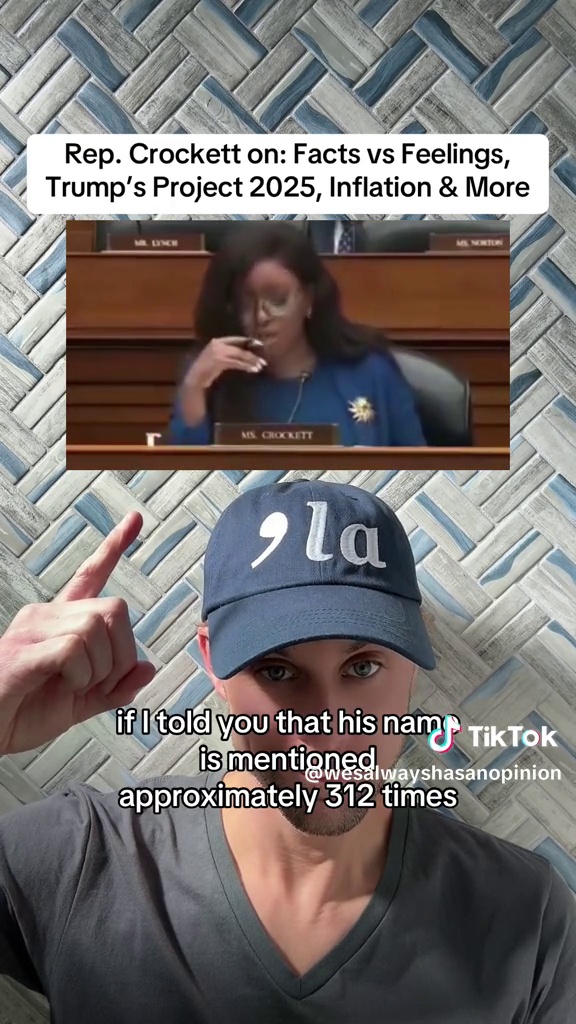 Rep. Crockett on: Facts vs Feelings,
Trump's Project 2025, Inflation & More
MR. LYNCH
MS. NORTON
MS. CROCKETT
,la
if I told you that his name
is mentioned
approximately 312 times
TikTok
@wesalwayshasanopinion